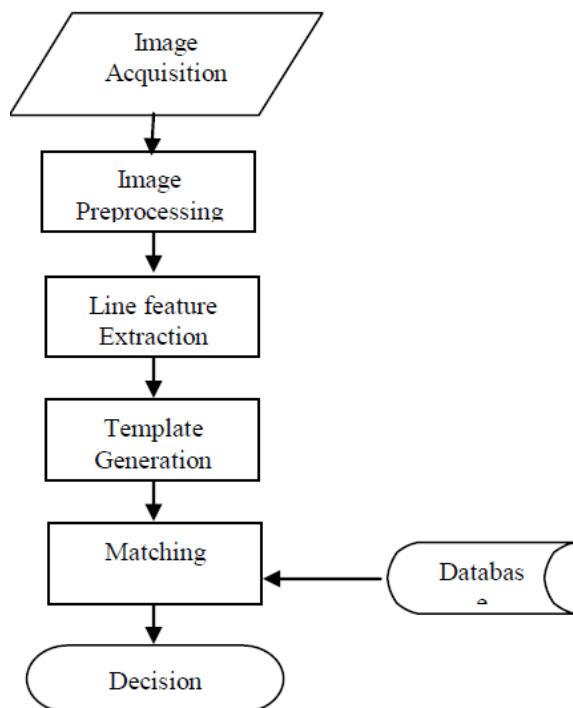 Image
Acquisition
Image
Preprocessing
Line feature
Extraction
Template
Generation
Matching
Databas
e
Decision